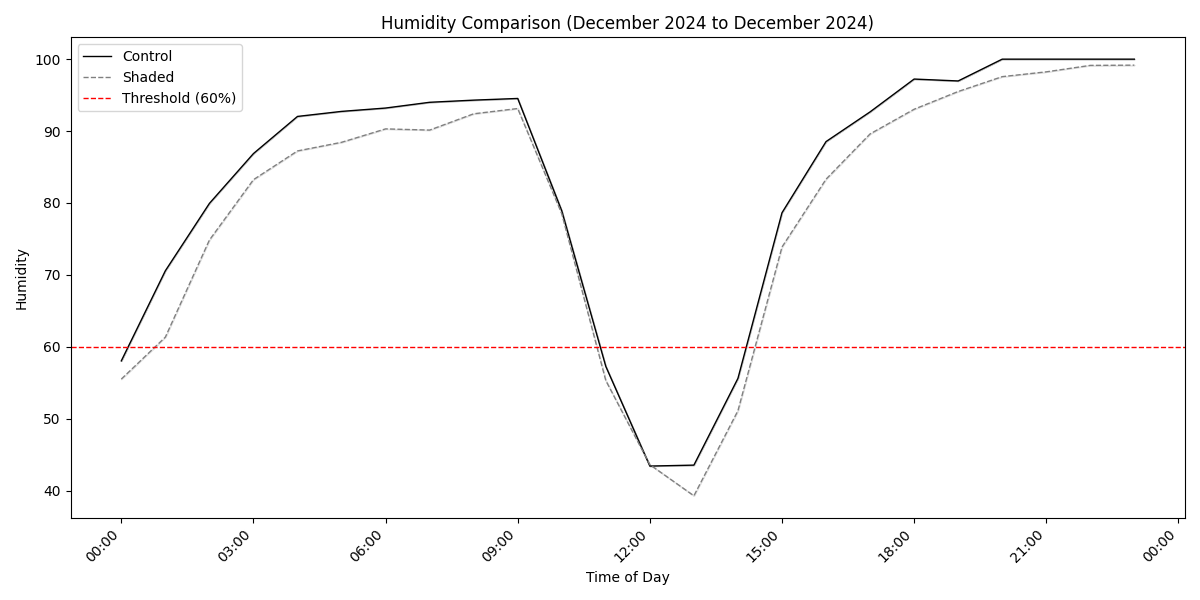 Humidity Comparison (December 2024 to December 2024)
Control
Shaded
Threshold (60%)
Humidity
100
90
80
70
60
50
40
00:00
03:00
06:00
09:00
12:00
15:00
18:00
21:00
00:00
Time of Day